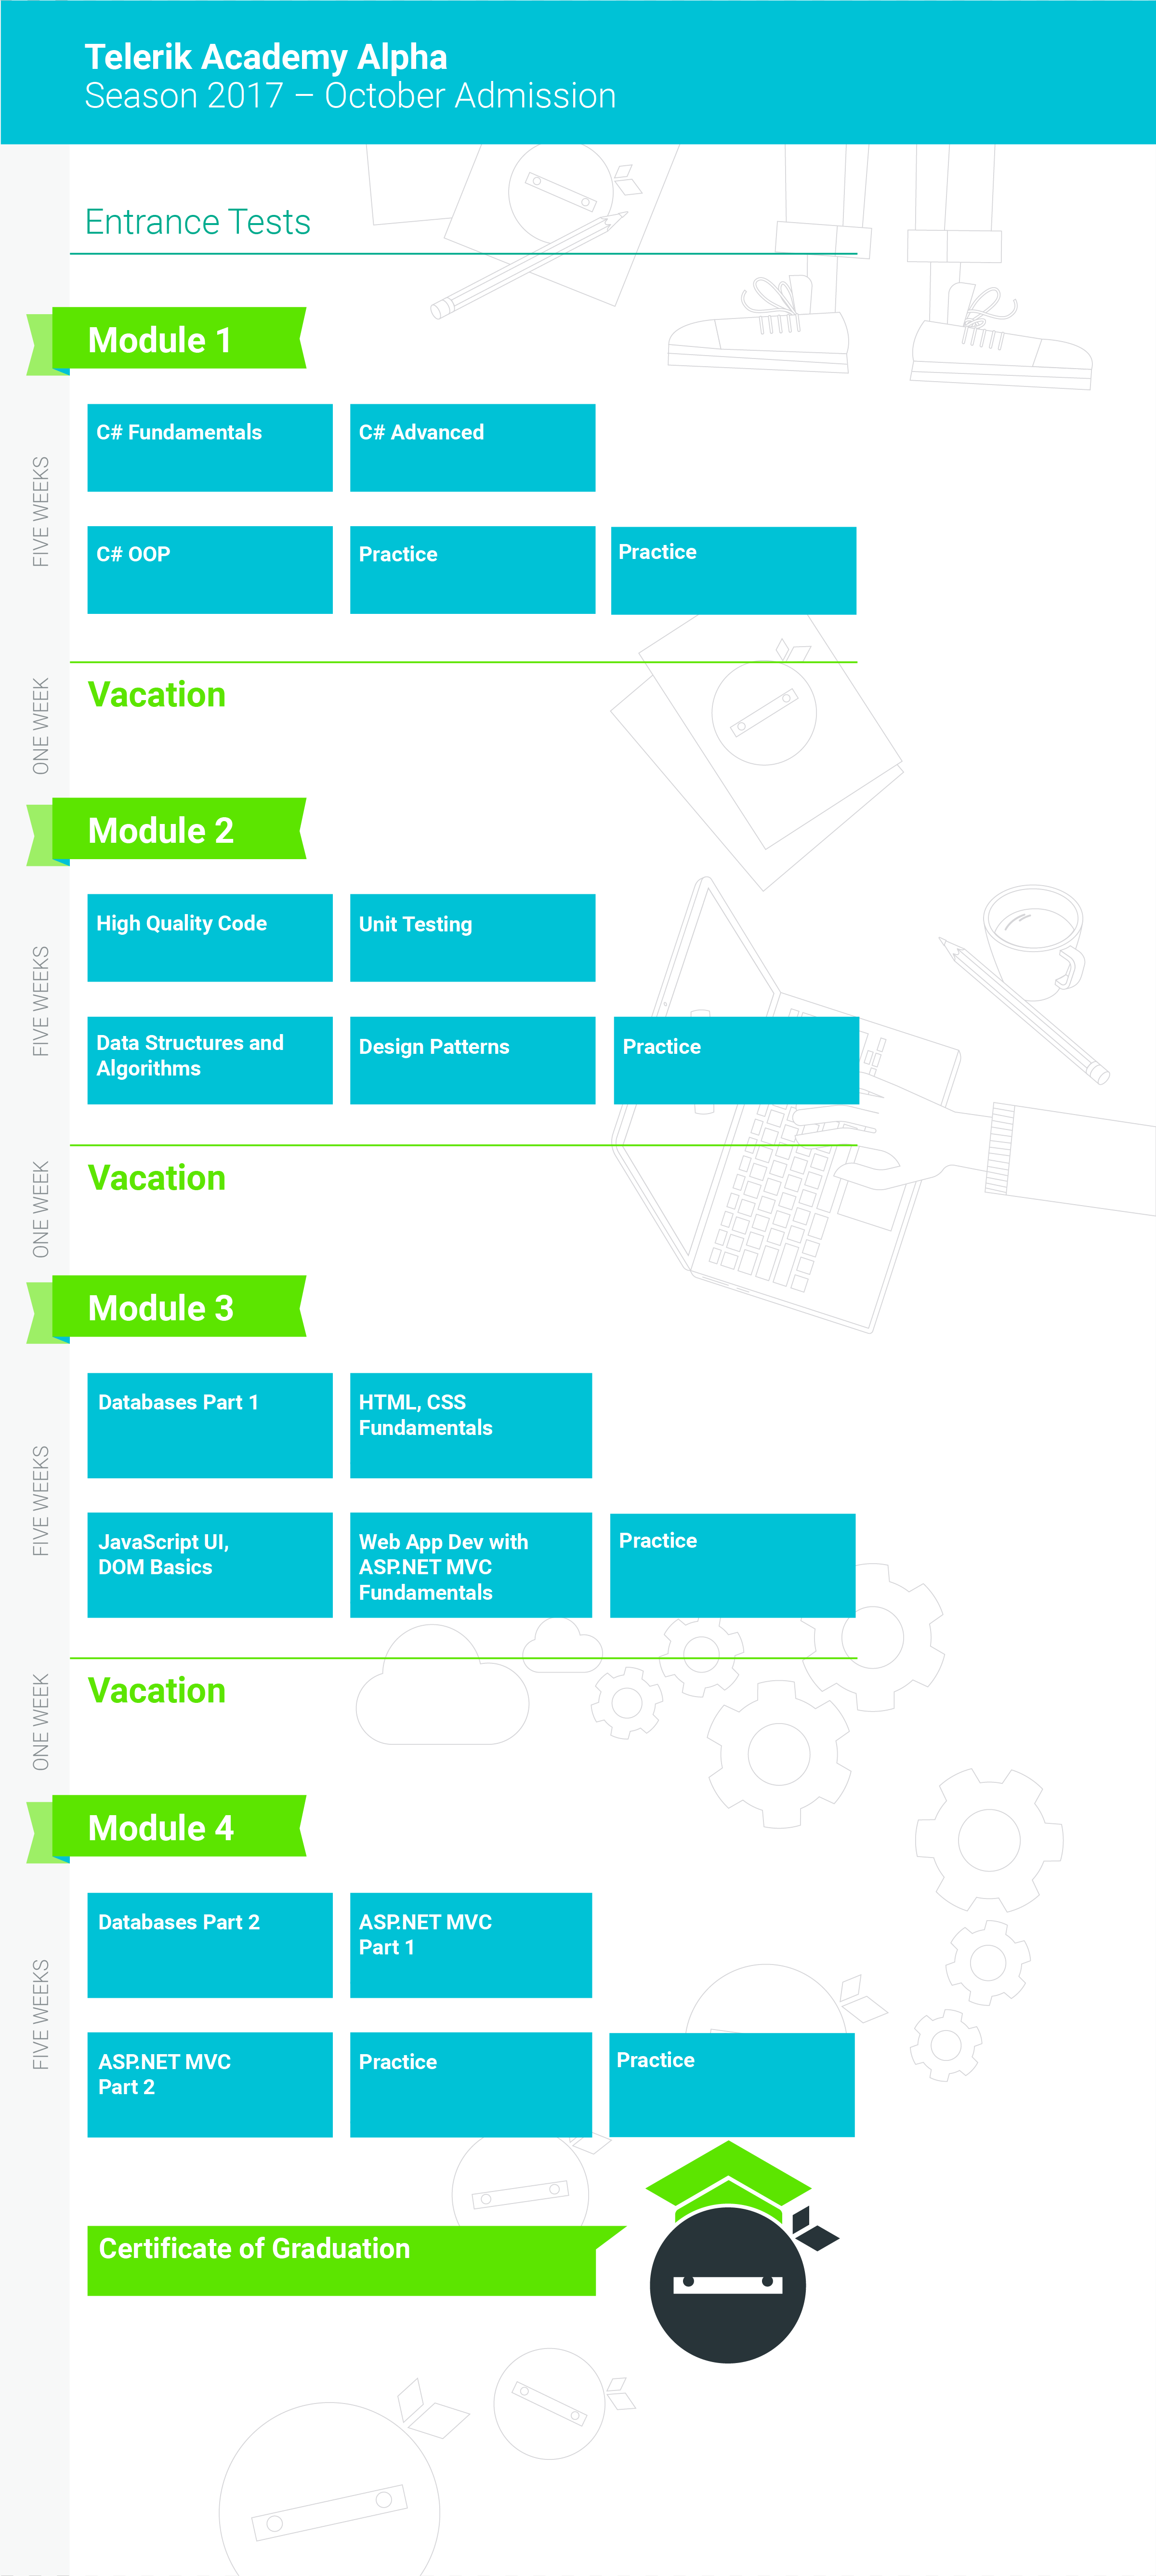 Telerik Academy Alpha
Season 2017 – October Admission
Entrance Tests
Module 1
FIVE WEEKS
C# Fundamentals
C# Advanced
C# OOP
Practice
Practice
ONE WEEK
Vacation
Module 2
FIVE WEEKS
High Quality Code
Unit Testing
Data Structures and
Algorithms
Design Patterns
Practice
ONE WEEK
Vacation
Module 3
FIVE WEEKS
Databases Part 1
HTML, CSS
Fundamentals
JavaScript UI,
DOM Basics
Web App Dev with
ASP.NET MVC
Fundamentals
Practice
ONE WEEK
Vacation
Module 4
FIVE WEEKS
Databases Part 2
ASP.NET MVC
Part 1
ASP.NET MVC
Part 2
Practice
Practice
Certificate of Graduation